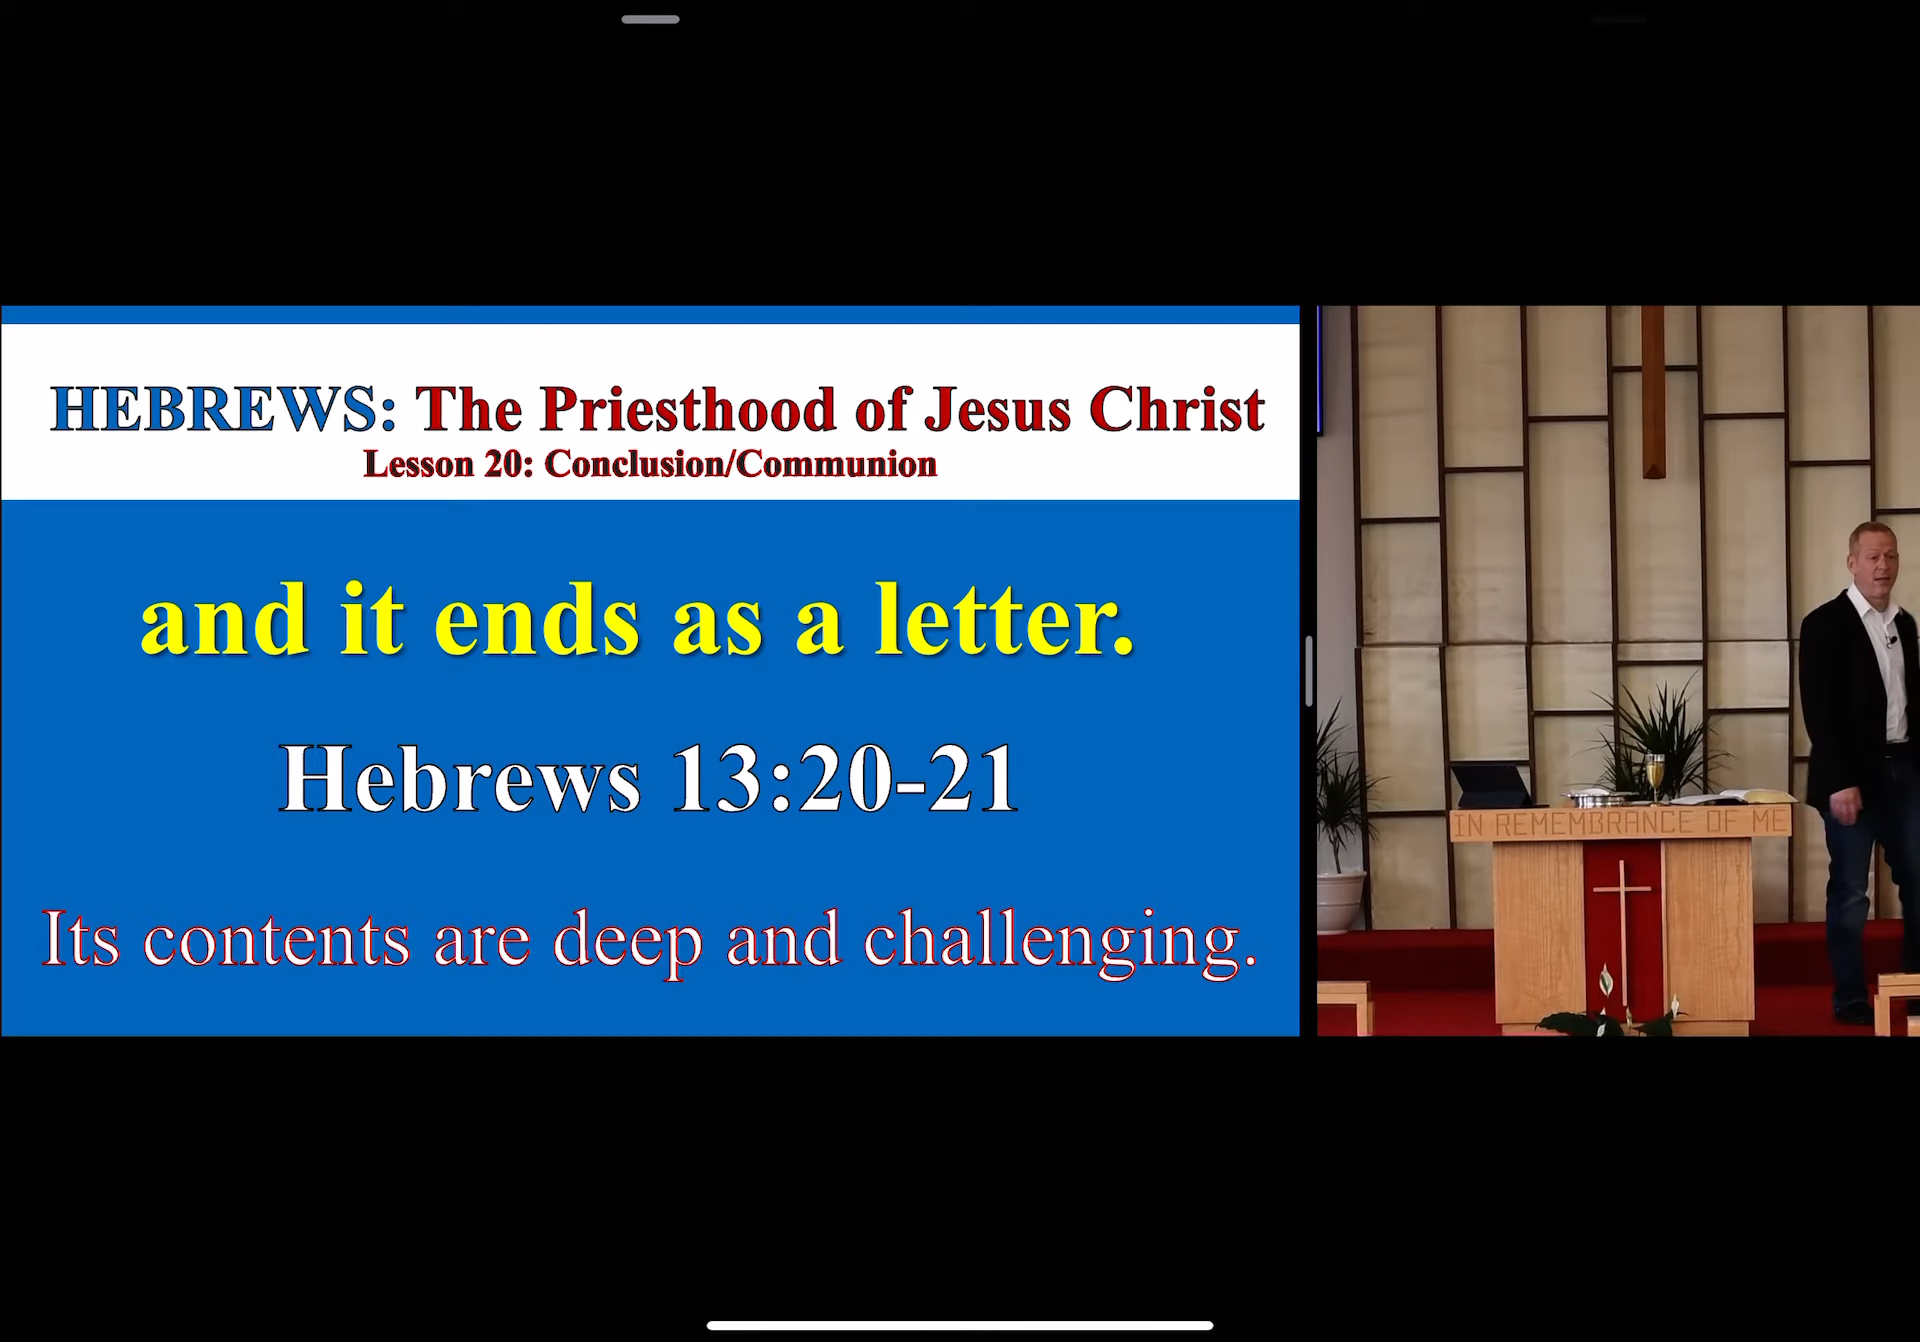 HEBREWS: The Priesthood of Jesus Christ
Lesson 20: Conclusion/Communion
and it ends as a letter.
Hebrews 13:20-21
Its contents are deep and challenging.
IN REMEMBRANCE OF ME